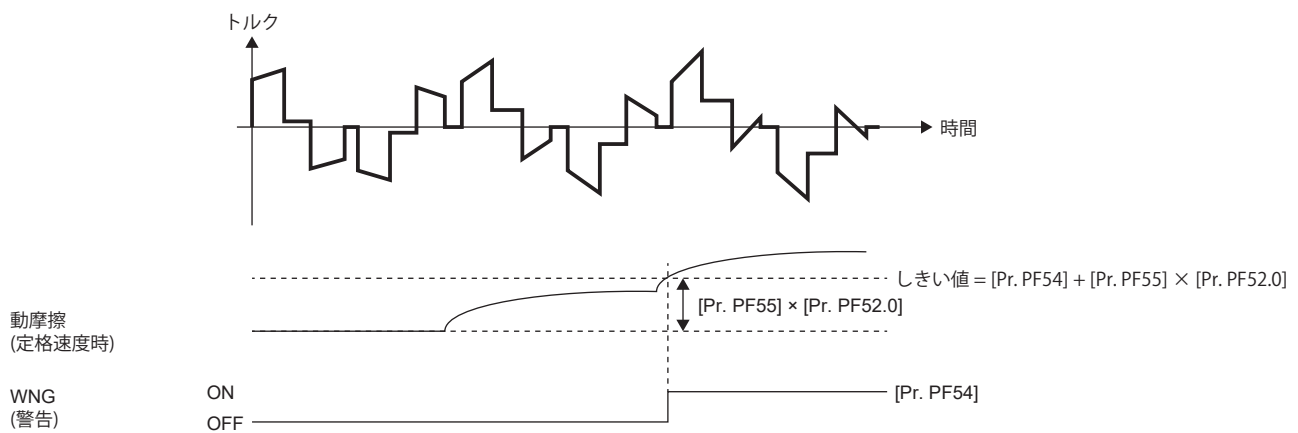 トルク
時間
しきい値 = [Pr. PF54] + [Pr. PF55] × [Pr. PF52.0]
[Pr. PF55] × [Pr. PF52.0]
動摩擦
(定格速度時)
WNG
(警告)
ON
OFF
[Pr. PF54]